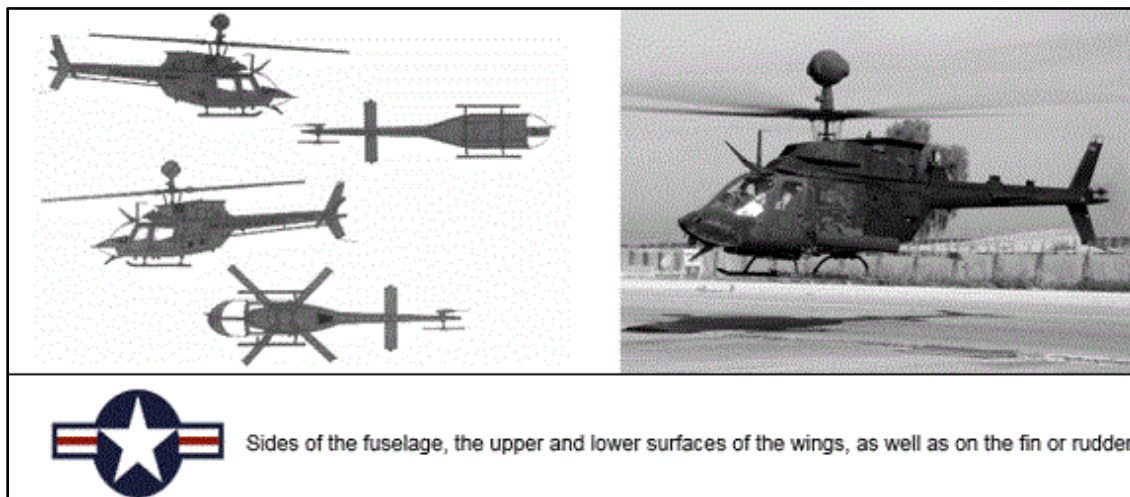 Sides of the fuselage, the upper and lower surfaces of the wings, as well as on the fin or rudder